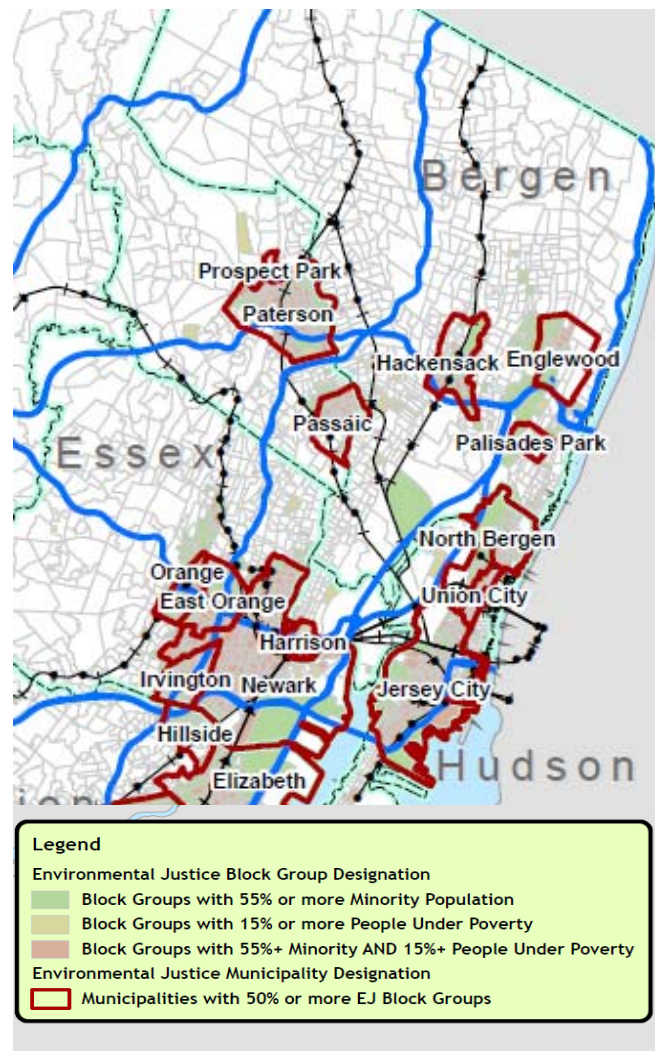 Bergen
Prospect Park
Paterson
Hackensack
Englewood
Passaic
Essex
Palisades Park
North Bergen
Orange
Union City
East Orange
Harrison
Irvington
Newark
Jersey City
Hillside
Hudson
Elizabeth
ion
Legend
Environmental Justice Block Group Designation
Block Groups with 55% or more Minority Population
Block Groups with 15% or more People Under Poverty
Block Groups with 55%+ Minority AND 15%+ People Under Poverty
Environmental Justice Municipality Designation
Municipalities with 50% or more EJ Block Groups